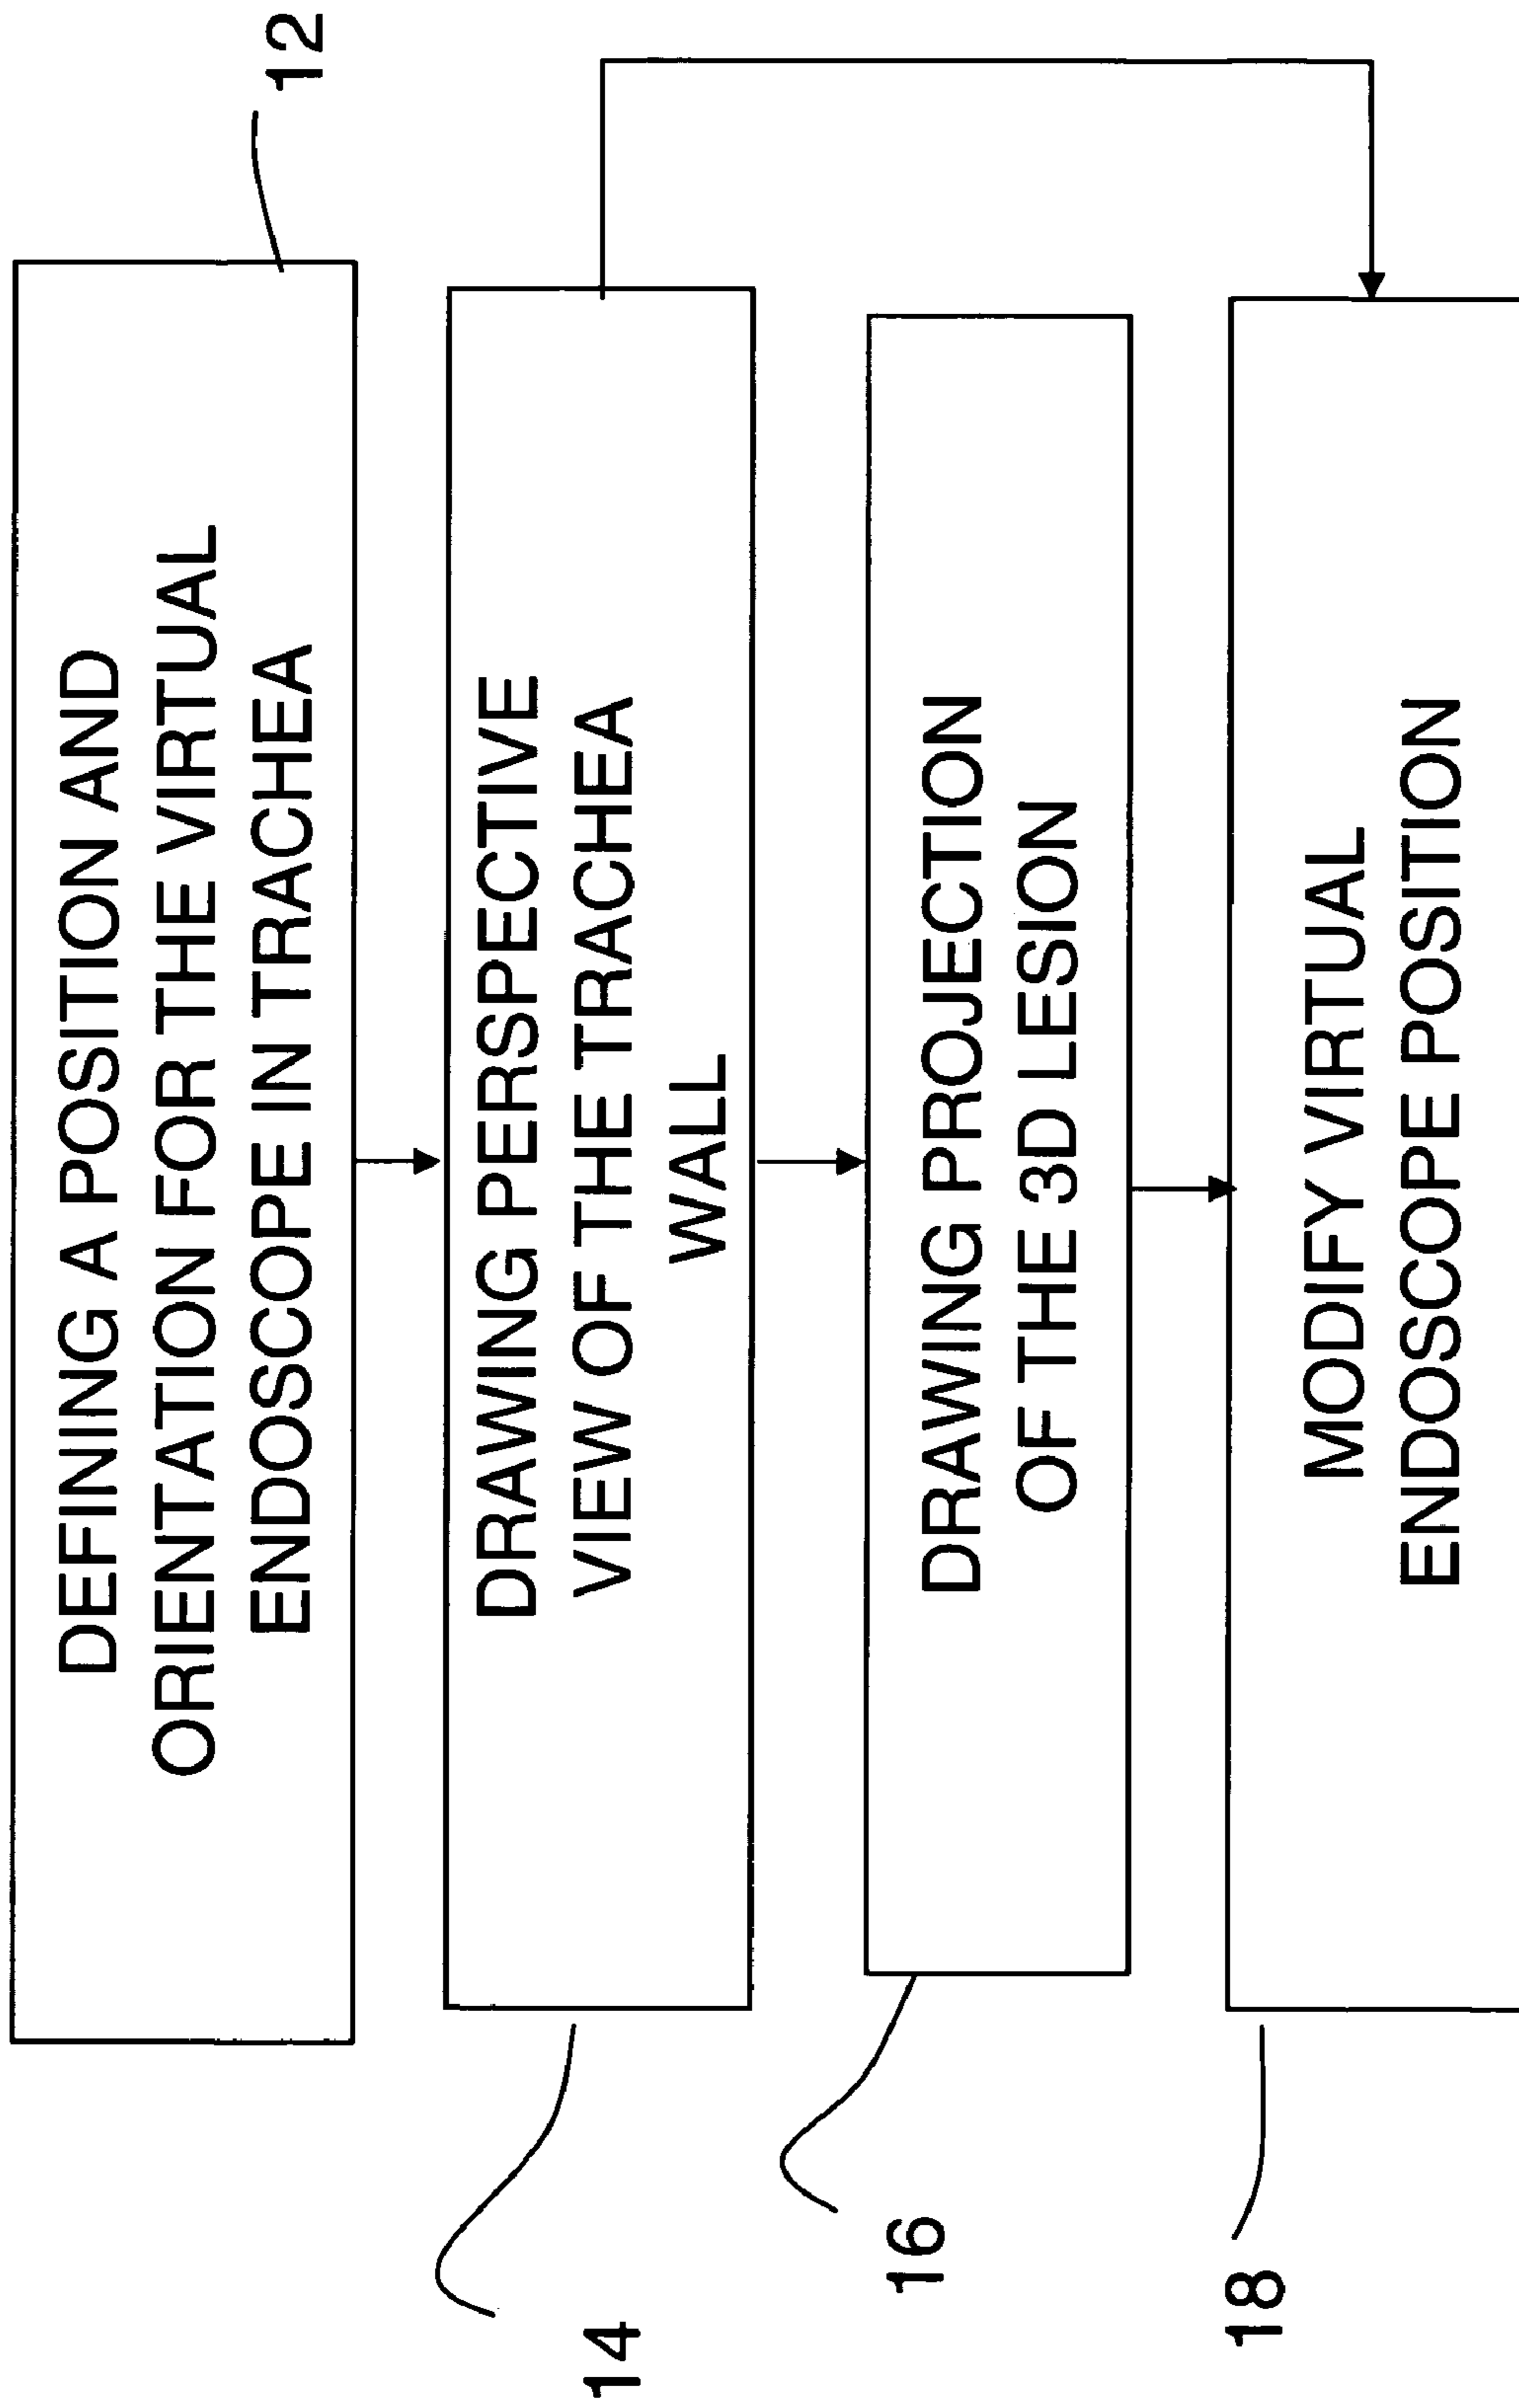 DEFINING A POSITION AND
ORIENTATION FOR THE VIRTUAL
ENDOSCOPE IN TRACHEA
12
DRAWING PERSPECTIVE
VIEW OF THE TRACHEA
WALL
14
DRAWING PROJECTION
OF THE 3D LESION
16
MODIFY VIRTUAL
ENDOSCOPE POSITION
18